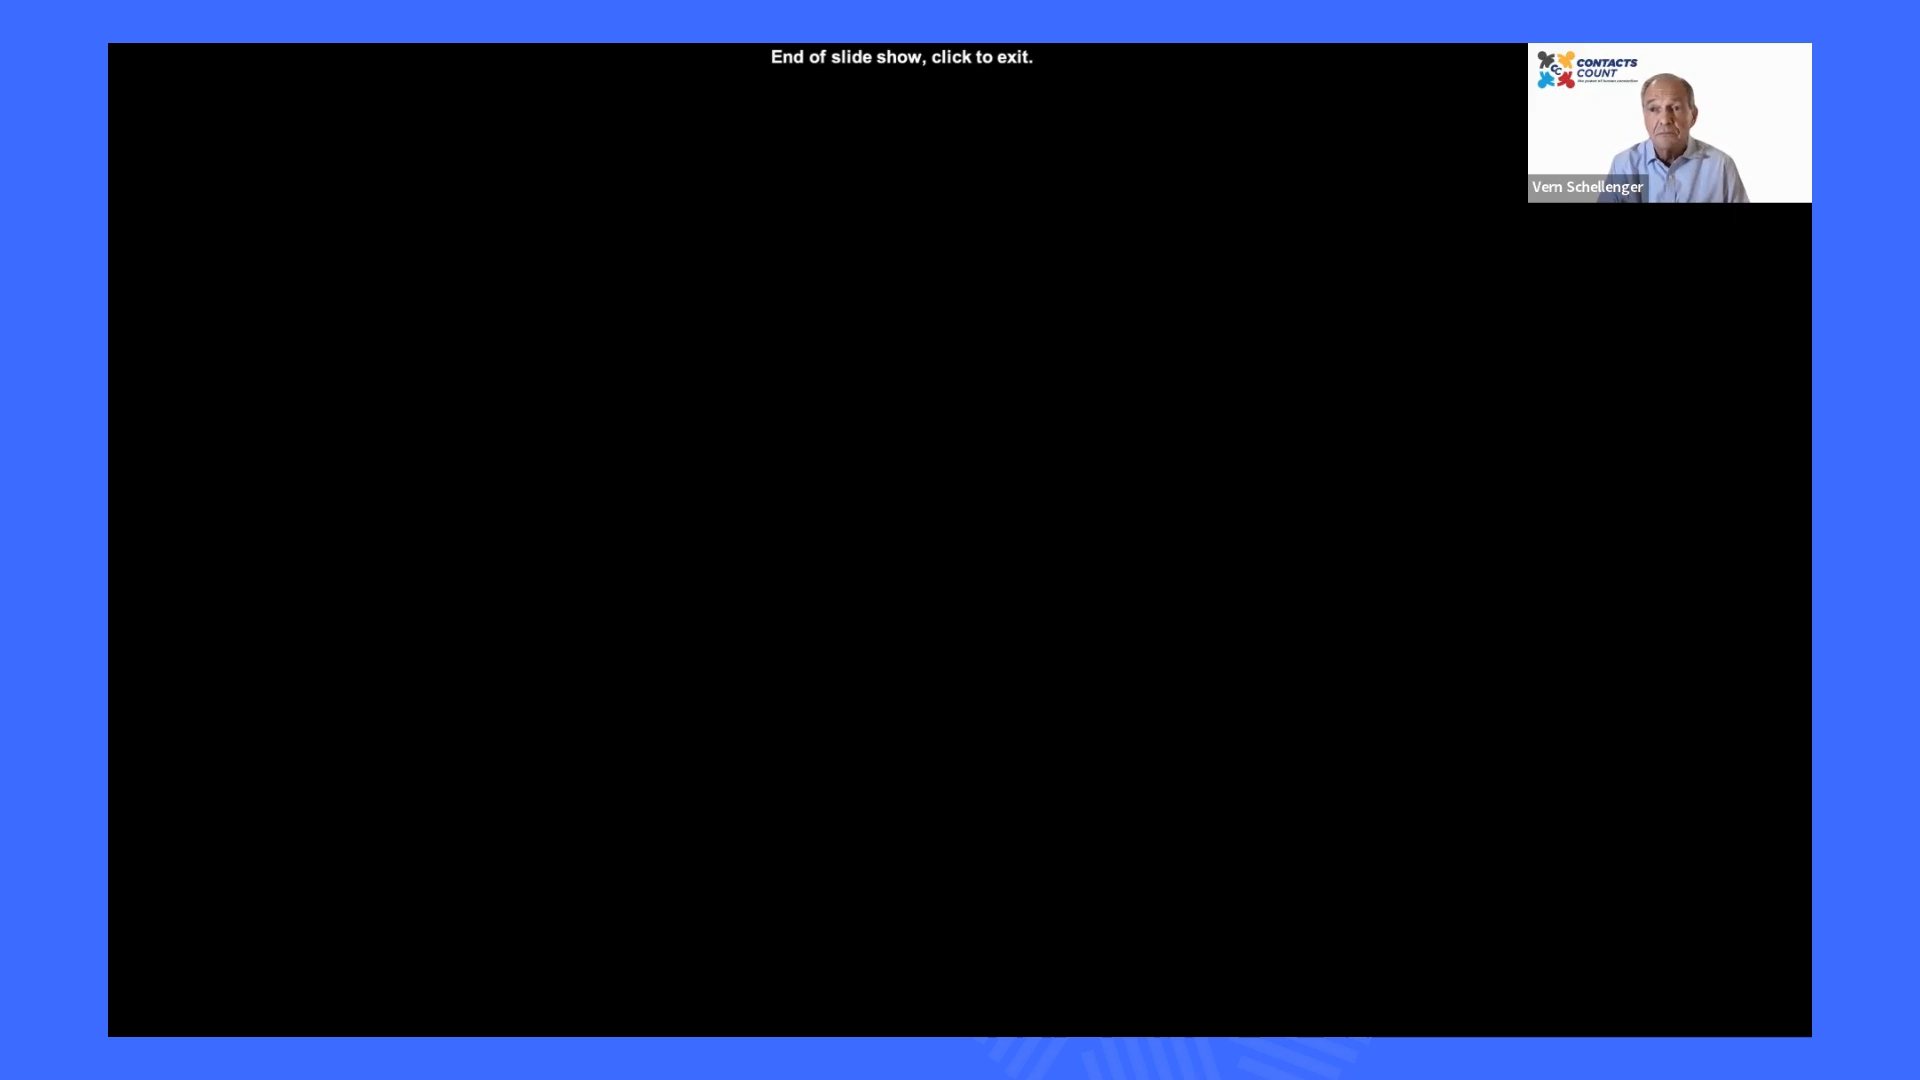 End of slide show, click to exit.
CONTACTS
COUNT
Vern Schellenger